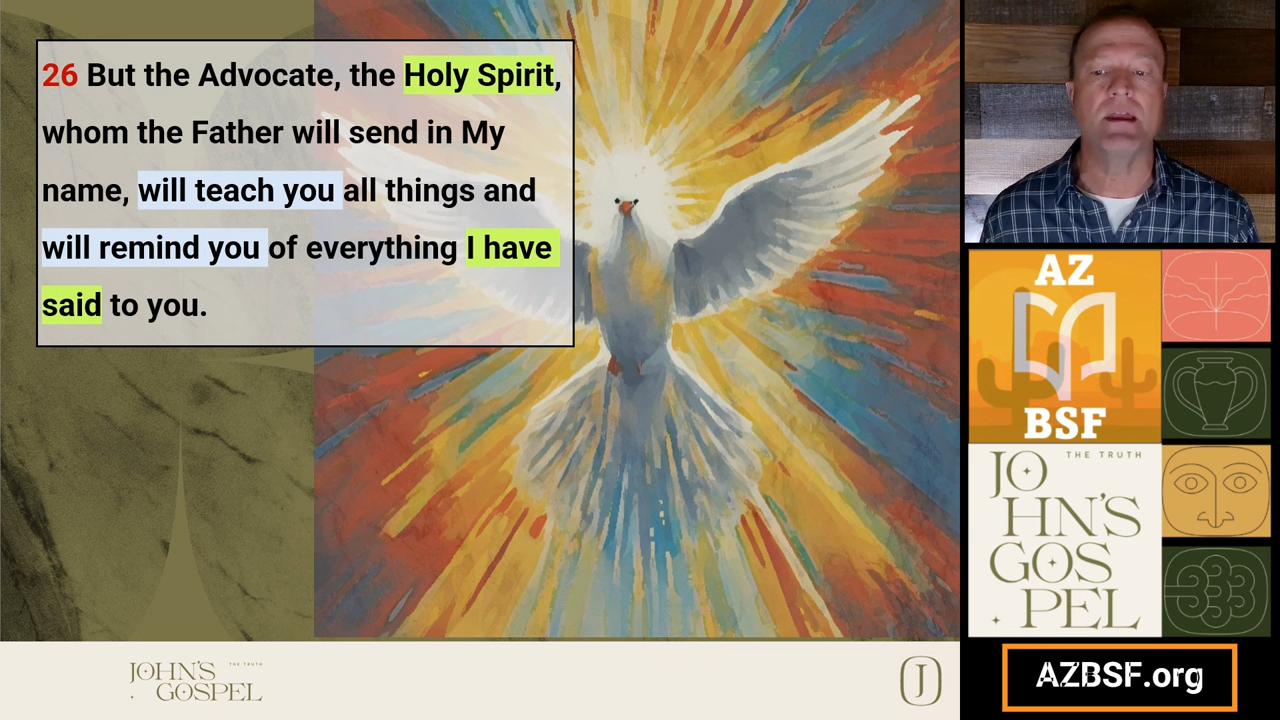 26 But the Advocate, the Holy Spirit,
whom the Father will send in My
name, will teach you all things and
will remind you of everything I have
said to you.
AZ
BSF
THE TRUTH
JO
HN'S
GOS
PEL
JOHN'S THE TRUTH
GOSPEL
J
AZBSF.org